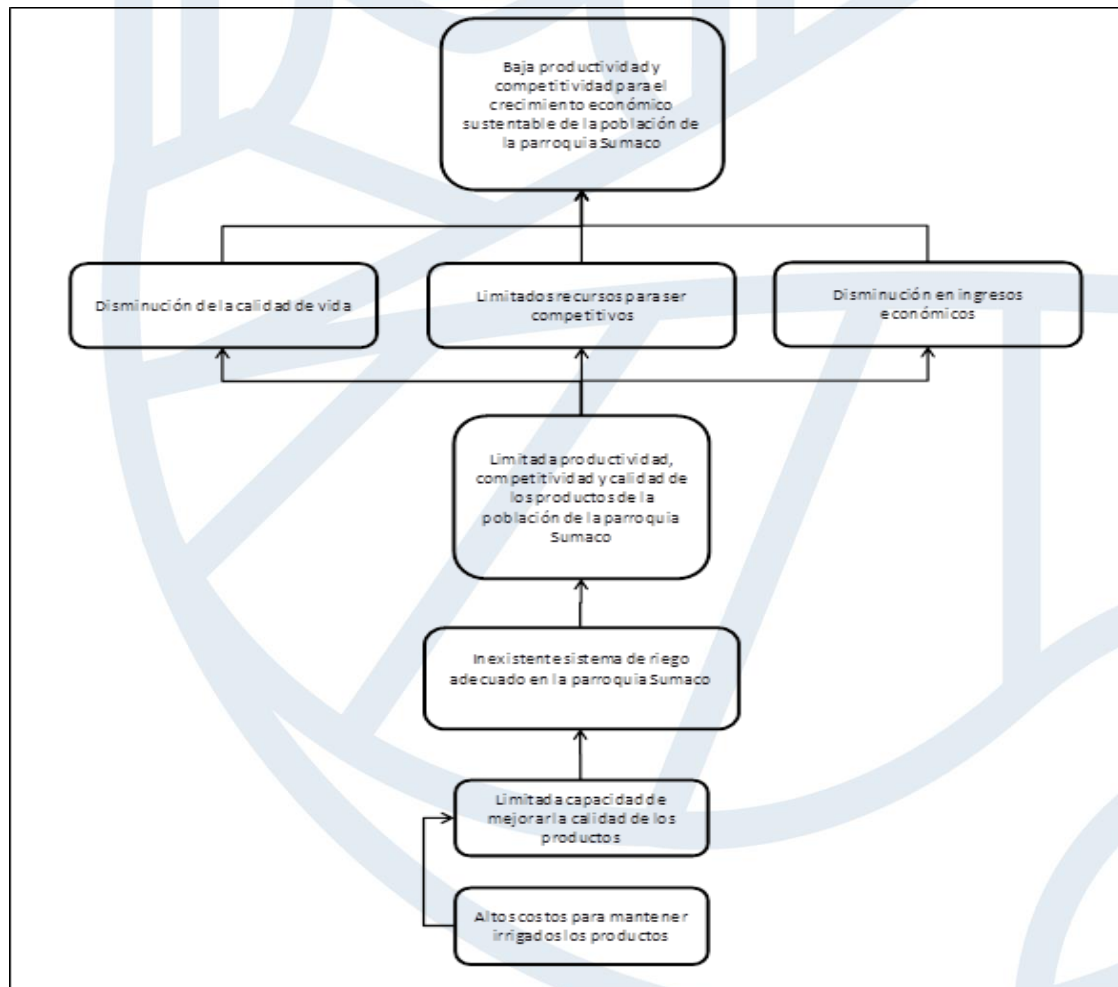 Baja productividad y
competitividad para el
crecimiento económico
sustentable de la población de
la parroquia Sumaco
Disminución de la calidad de vida
Limitados recursos para ser
competitivos
Disminución en ingresos
económicos
Limitada productividad,
competitividad y calidad de
los productos de la
población de la parroquia
Sumaco
Inexistente sistema de riego
adecuado en la parroquia Sumaco
Limitada capacidad de
mejorar la calidad de los
productos
Altos costos para mantener
irrigados los productos